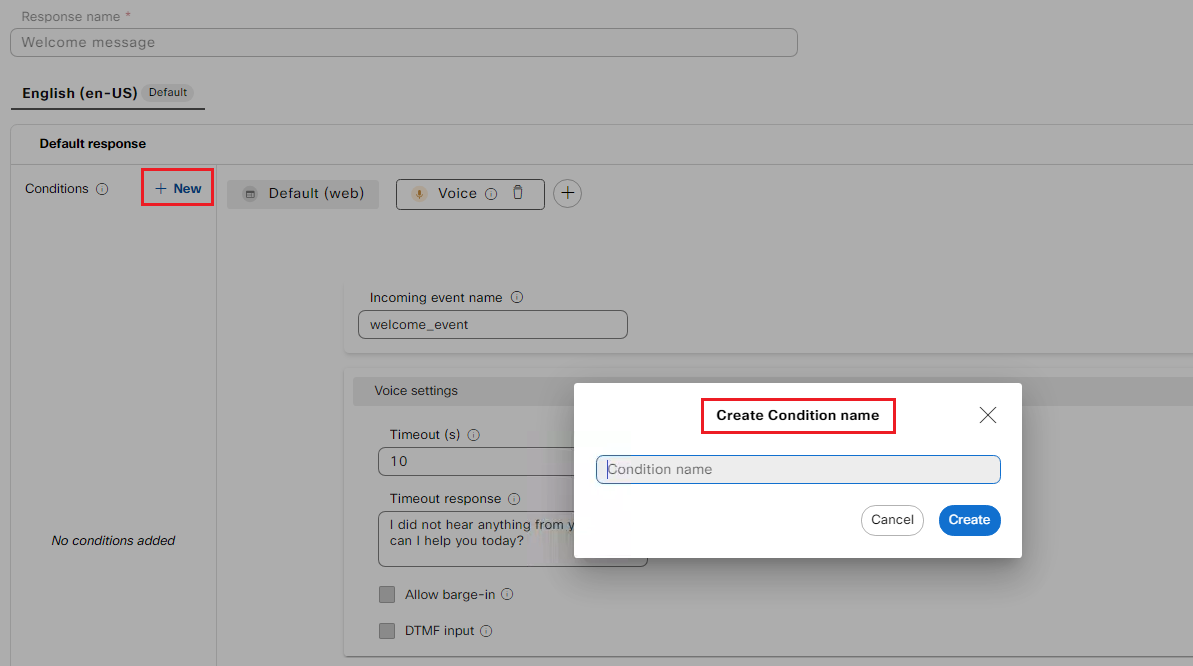 Response name *
Welcome message
English (en-US) Default
Default response
Conditions
+ New
Default (web)
Voice
Incoming event name
welcome_event
Voice settings
Timeout (s)
10
Timeout response
I did not hear anything from y
can I help you today?
Allow barge-in
DTMF input
No conditions added
Create Condition name
Condition name
Cancel
Create